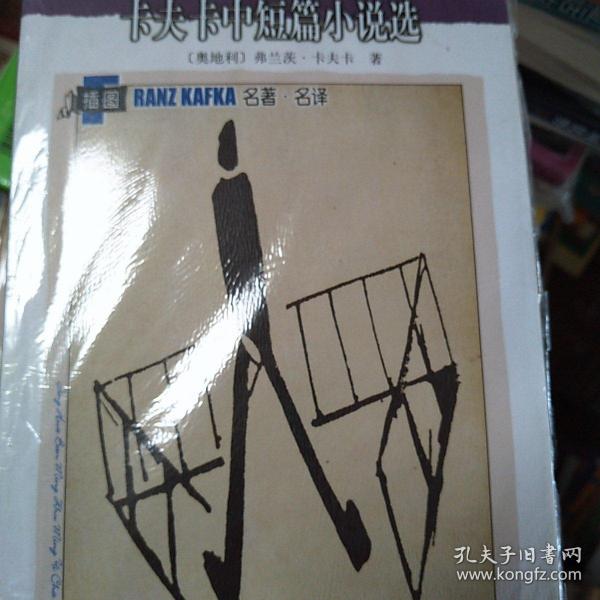 卡夫卡中短篇小说选
〔奥地利〕弗兰茨·卡夫卡 著
插图 RANZ KAFKA 名著·名译
孔夫子旧书网
www.kongfz.com